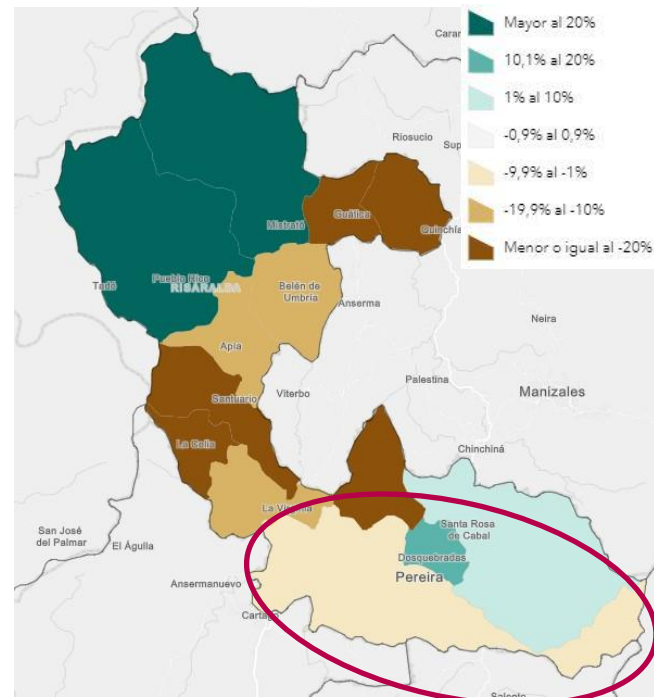 Mayor al 20%
10,1% al 20%
1% al 10%
-0,9% al 0,9%
-9,9% al -1%
-19,9% al -10%
Menor o igual al -20%
Caram
Riosucio
Sup
Guática
Quinchía
Mistrató
Tadó
Pueblo Rico
RISARALDA
Belén de
Umbría
Anserma
Neira
Apía
Palestina
Manizales
Santuario
Viterbo
La Celia
Chinchiná
La Virginia
Santa Rosa
de Cabal
San José
del Palmar
El Águila
Dosquebradas
Pereira
Ansermanuevo
Cartago
Salento